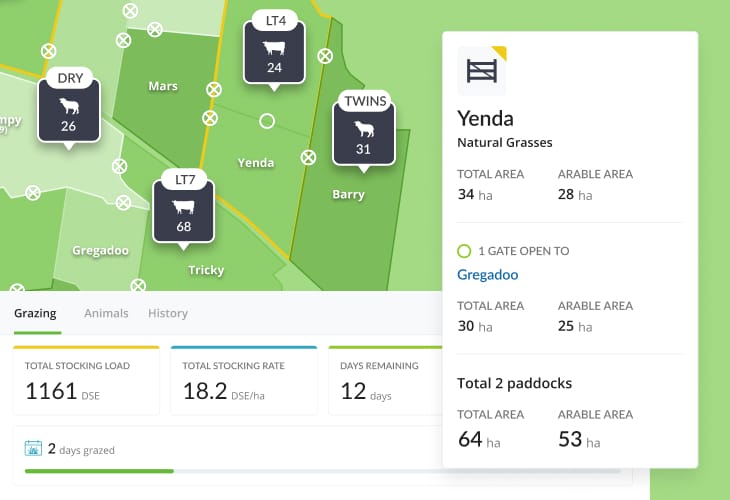 LT4
24
DRY
26
Mars
TWINS
31
mpy
9)
Yenda
Barry
LT7
68
Gregadoo
Tricky
Grazing Animals History
TOTAL STOCKING LOAD
1161 DSE
TOTAL STOCKING RATE
18.2 DSE/ha
DAYS REMAINING
12 days
2 days grazed
Yenda
Natural Grasses
TOTAL AREA ARABLE AREA
34 ha 28 ha
1 GATE OPEN TO
Gregadoo
TOTAL AREA ARABLE AREA
30 ha 25 ha
Total 2 paddocks
TOTAL AREA ARABLE AREA
64 ha 53 ha